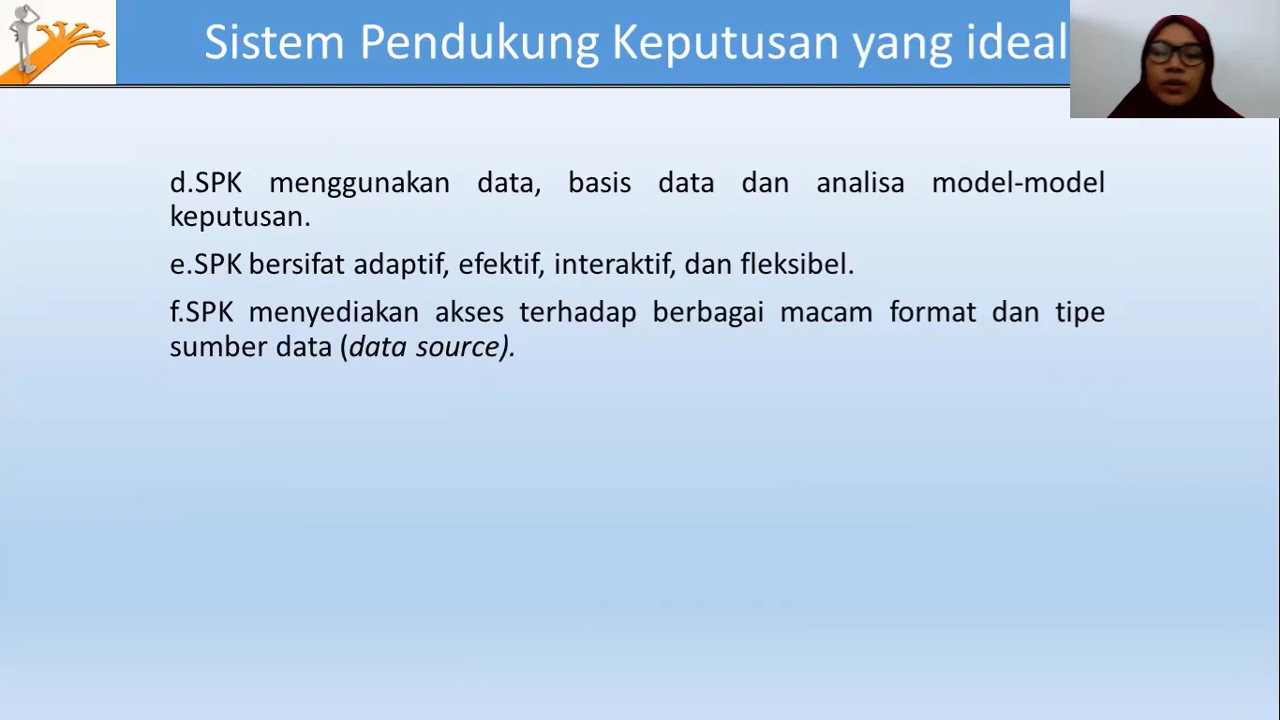 Sistem Pendukung Keputusan yang ideal
d.SPK menggunakan data, basis data dan analisa model-model
keputusan.
e.SPK bersifat adaptif, efektif, interaktif, dan fleksibel.
f.SPK menyediakan akses terhadap berbagai macam format dan tipe
sumber data (data source).